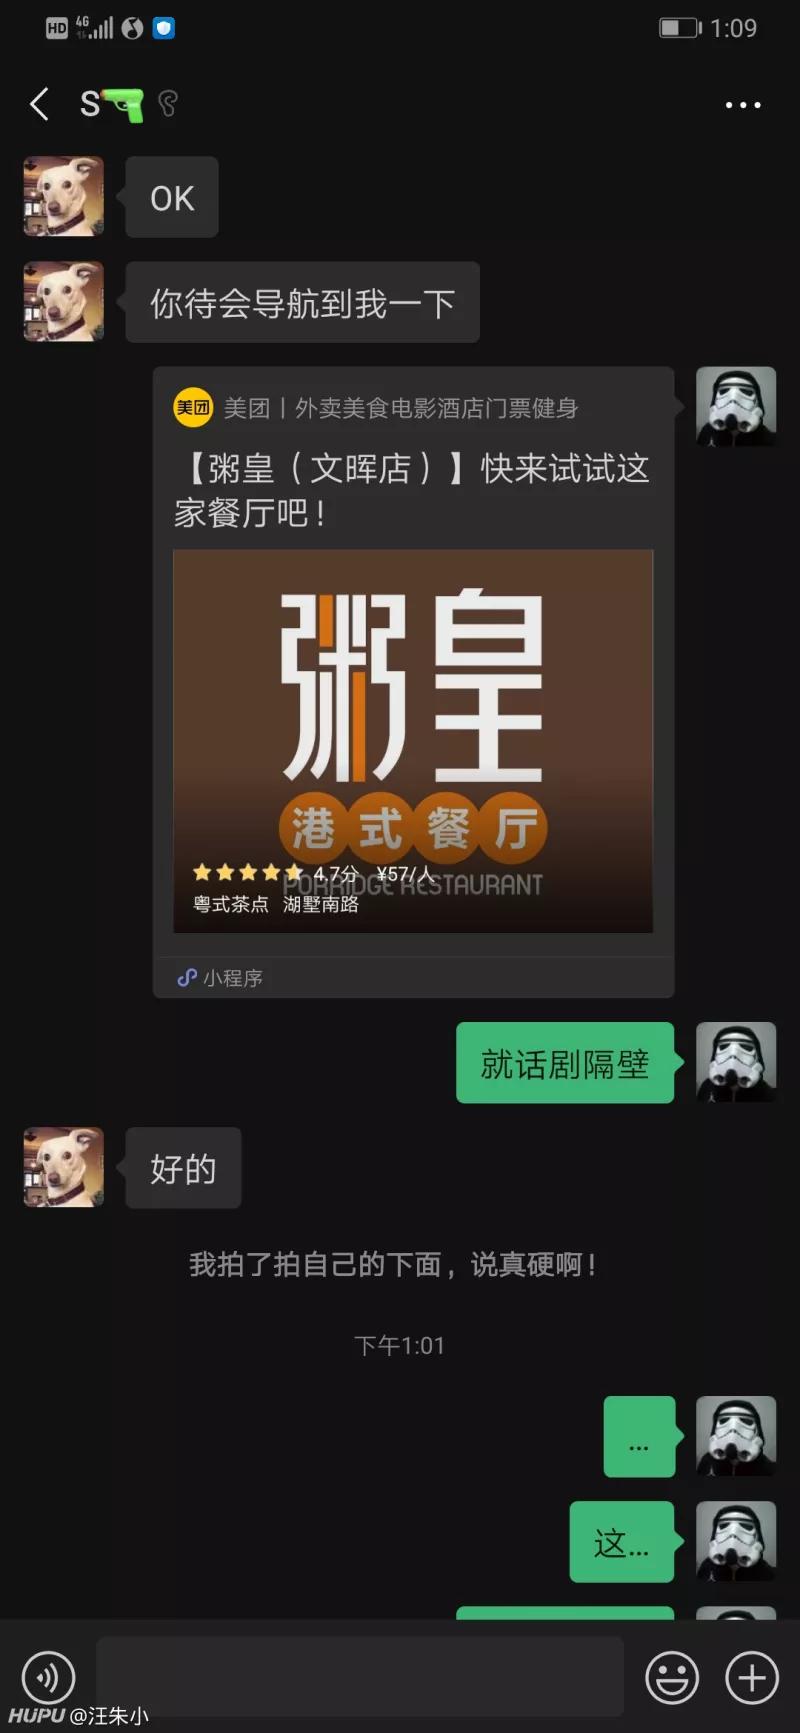 HD 4G 1:09
S
OK
你待会导航到我一下
美团 美团丨外卖美食电影酒店门票健身
【粥皇（文晖店）】快来试试这
家餐厅吧！
粥皇
港式餐厅
PORRIDGE RESTAURANT
4.7分 ¥57/人
粤式茶点 湖墅南路
小程序
就话剧隔壁
好的
我拍了拍自己的下面，说真硬啊！
下午1:01
...
这...
HUPU @汪朱小